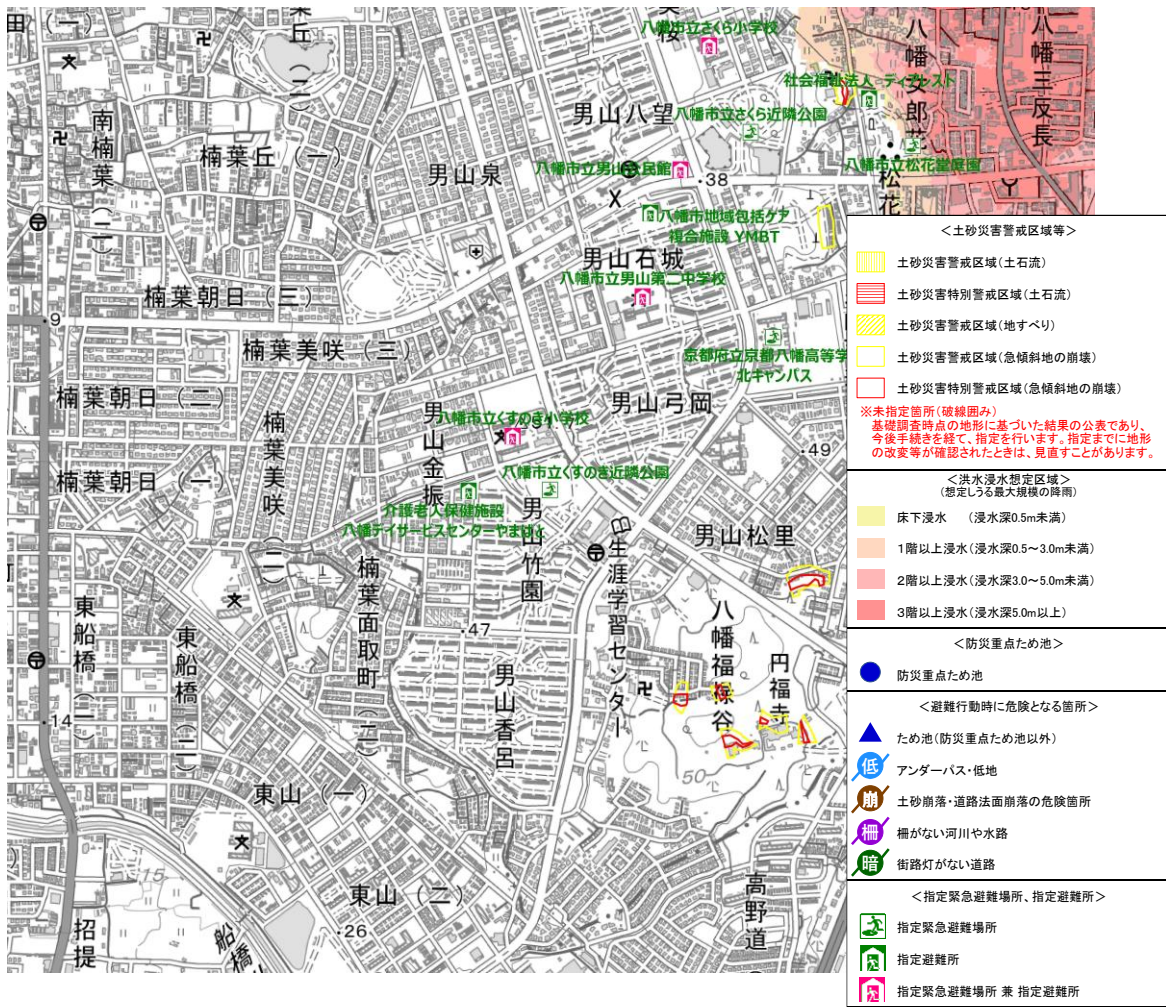 八幡市立さくら小学校
社会福祉法人 ディアレスト
八幡市立さくら近隣公園
八幡市立松花堂庭園
八幡市立男山公民館
八幡市地域包括ケア
複合施設 YMBT
八幡市立男山第二中学校
京都府立京都八幡高等学
北キャンパス
八幡市立くすのき小学校
八幡市立くすのき近隣公園
介護老人保健施設
八幡デイサービスセンターやまばと
田(一)
丘(二)
南楠葉(二)
楠葉丘(一)
男山泉
男山八望
八幡女郎花
八幡三反長
松花
38
男山石城
楠葉朝日(三)
9
楠葉美咲(三)
楠葉朝日(二)
男山金振
男山弓岡
49
楠葉朝日(一)
楠葉美咲(二)
男山竹園
男山松里
生涯学習センター
楠葉面取町(二)
東船橋(一)
東船橋(二)
47
八幡福禄谷
円福寺
男山香呂
14
50
東山(一)
東山(二)
高野道
26
招提
船橋
<土砂災害警戒区域等>
土砂災害警戒区域(土石流)
土砂災害特別警戒区域(土石流)
土砂災害警戒区域(地すべり)
土砂災害警戒区域(急傾斜地の崩壊)
土砂災害特別警戒区域(急傾斜地の崩壊)
※未指定箇所(破線囲み)
基礎調査時点の地形に基づいた結果の公表であり、
今後手続きを経て、指定を行います。指定までに地形
の改変等が確認されたときは、見直すことがあります。
<洪水浸水想定区域>
(想定しうる最大規模の降雨)
床下浸水 (浸水深0.5m未満)
1階以上浸水(浸水深0.5~3.0m未満)
2階以上浸水(浸水深3.0~5.0m未満)
3階以上浸水(浸水深5.0m以上)
<防災重点ため池>
防災重点ため池
<避難行動時に危険となる箇所>
ため池(防災重点ため池以外)
低 アンダーパス・低地
崩 土砂崩落・道路法面崩落の危険箇所
柵 柵がない河川や水路
暗 街路灯がない道路
<指定緊急避難場所、指定避難所>
指定緊急避難場所
指定避難所
指定緊急避難場所 兼 指定避難所